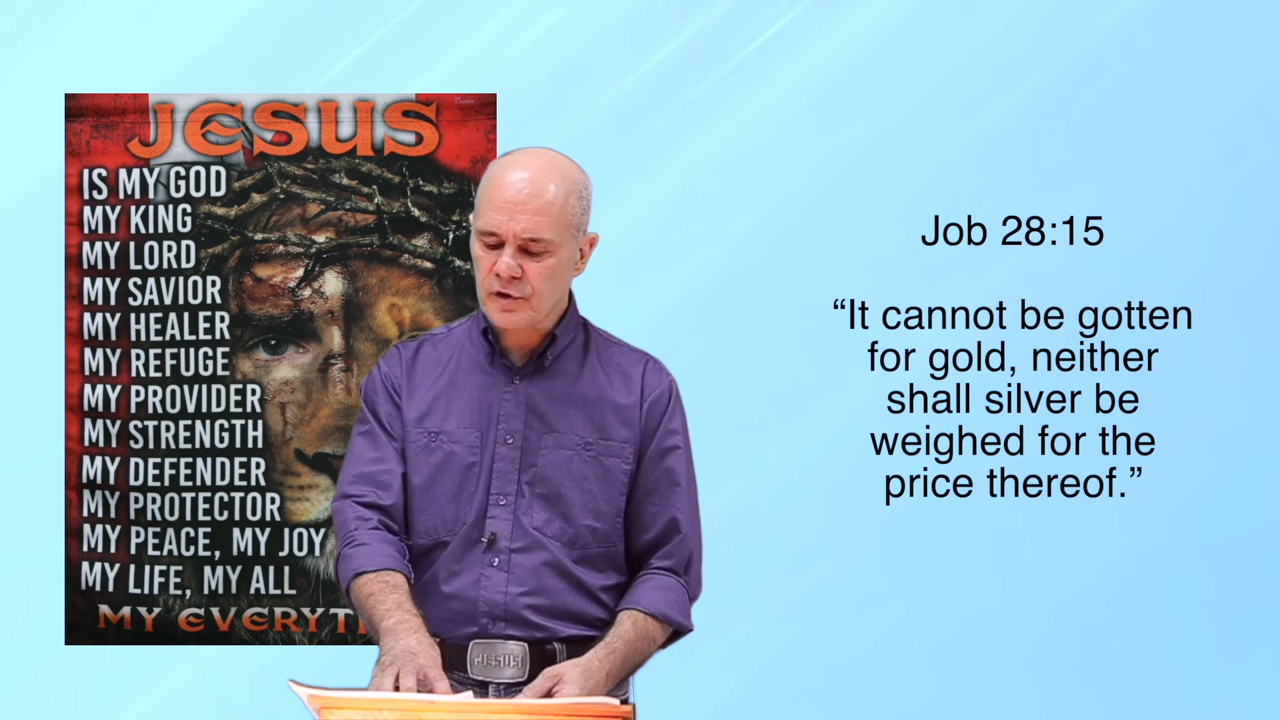 JESUS
IS MY GOD
MY KING
MY LORD
MY SAVIOR
MY HEALER
MY REFUGE
MY PROVIDER
MY STRENGTH
MY DEFENDER
MY PROTECTOR
MY PEACE, MY JOY
MY LIFE, MY ALL
MY EVERYT
JESUS
Job 28:15
“It cannot be gotten
for gold, neither
shall silver be
weighed for the
price thereof.”